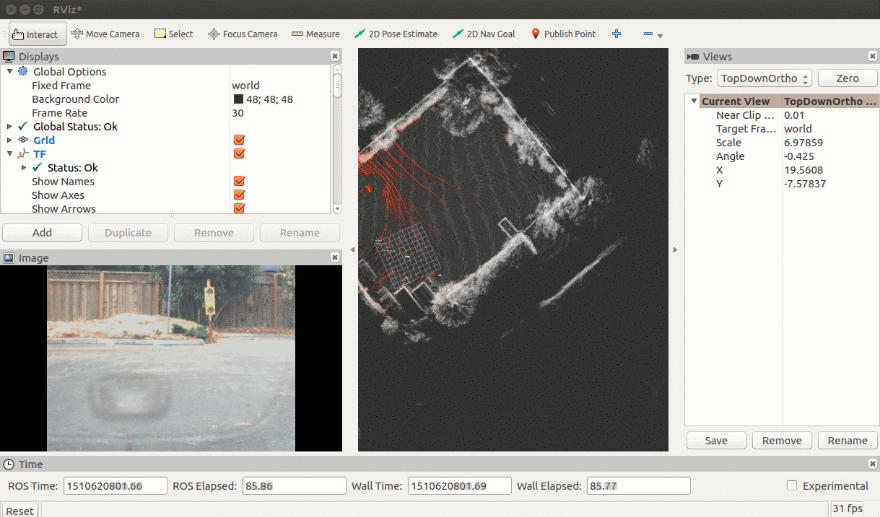 RViz*
Interact Move Camera Select Focus Camera Measure 2D Pose Estimate 2D Nav Goal Publish Point
Displays
Global Options
Fixed Frame world
Background Color 48; 48; 48
Frame Rate 30
Global Status: Ok
Grid
TF
Status: Ok
Show Names
Show Axes
Show Arrows
Add Duplicate Remove Rename
Image
Views
Type: TopDownOrtho Zero
Current View TopDownOrtho ...
Near Clip ... 0.01
Target Fra... world
Scale 6.97859
Angle -0.425
X 19.5608
Y -7.57837
Save Remove Rename
Time
ROS Time: 1510620801.66 ROS Elapsed: 85.86 Wall Time: 1510620801.69 Wall Elapsed: 85.77 Experimental
Reset 31 fps